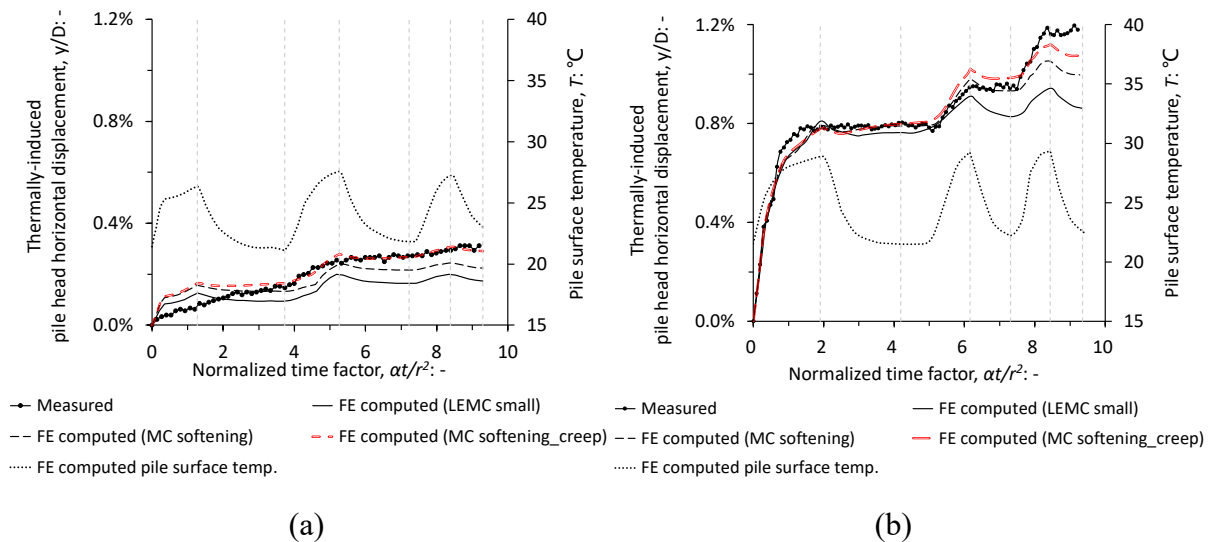 Thermally-induced
pile head horizontal displacement, y/D: -
1.2%
0.8%
0.4%
0.0%
40
35
30
25
20
15
Pile surface temperature, T: ℃
0 2 4 6 8 10
Normalized time factor, αt/r²: -
Measured
FE computed (LEMC small)
FE computed (MC softening)
FE computed (MC softening_creep)
FE computed pile surface temp.
(a)
Thermally-induced
pile head horizontal displacement, y/D: -
1.2%
0.8%
0.4%
0.0%
40
35
30
25
20
15
Pile surface temperature, T: ℃
0 2 4 6 8 10
Normalized time factor, αt/r²: -
Measured
FE computed (LEMC small)
FE computed (MC softening)
FE computed (MC softening_creep)
FE computed pile surface temp.
(b)